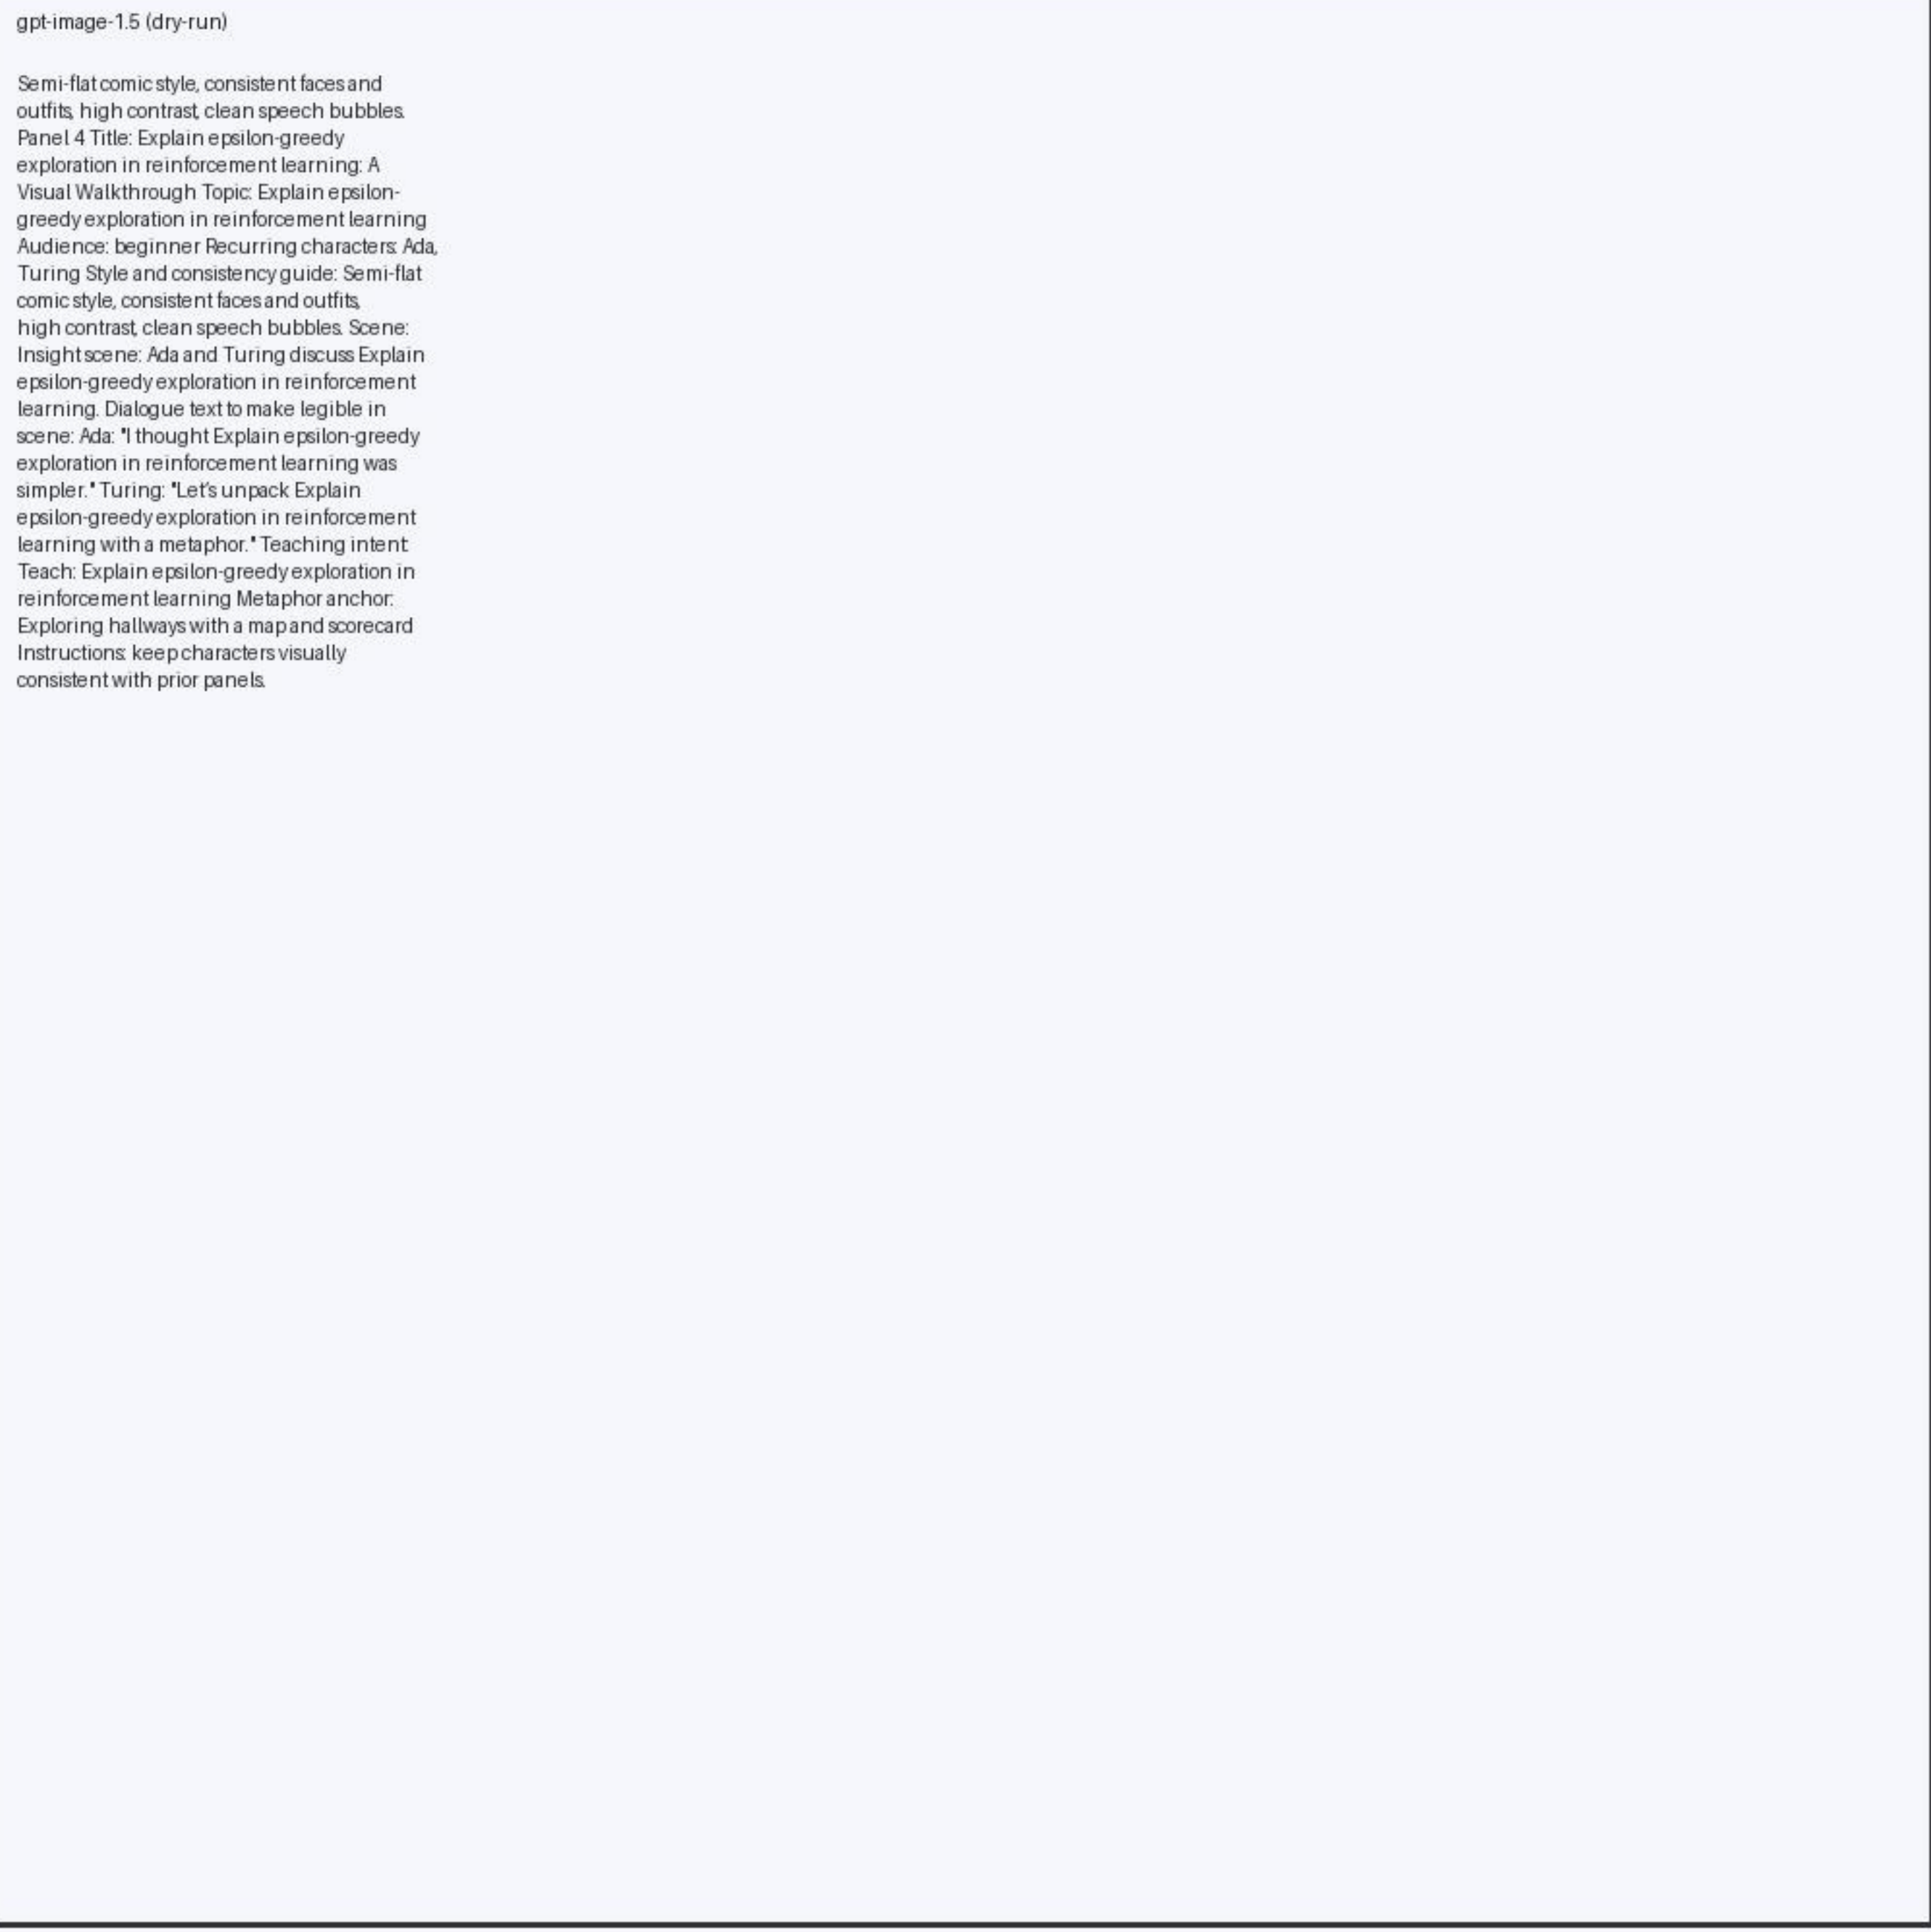 gpt-image-1.5 (dry-run)
Semi-flat comic style, consistent faces and
outfits, high contrast, clean speech bubbles.
Panel 4 Title: Explain epsilon-greedy
exploration in reinforcement learning: A
Visual Walkthrough Topic: Explain epsilon-
greedy exploration in reinforcement learning
Audience: beginner Recurring characters: Ada,
Turing Style and consistency guide: Semi-flat
comic style, consistent faces and outfits,
high contrast, clean speech bubbles. Scene:
Insight scene: Ada and Turing discuss Explain
epsilon-greedy exploration in reinforcement
learning. Dialogue text to make legible in
scene: Ada: "I thought Explain epsilon-greedy
exploration in reinforcement learning was
simpler." Turing: "Let's unpack Explain
epsilon-greedy exploration in reinforcement
learning with a metaphor." Teaching intent:
Teach: Explain epsilon-greedy exploration in
reinforcement learning Metaphor anchor:
Exploring hallways with a map and scorecard
Instructions: keep characters visually
consistent with prior panels.